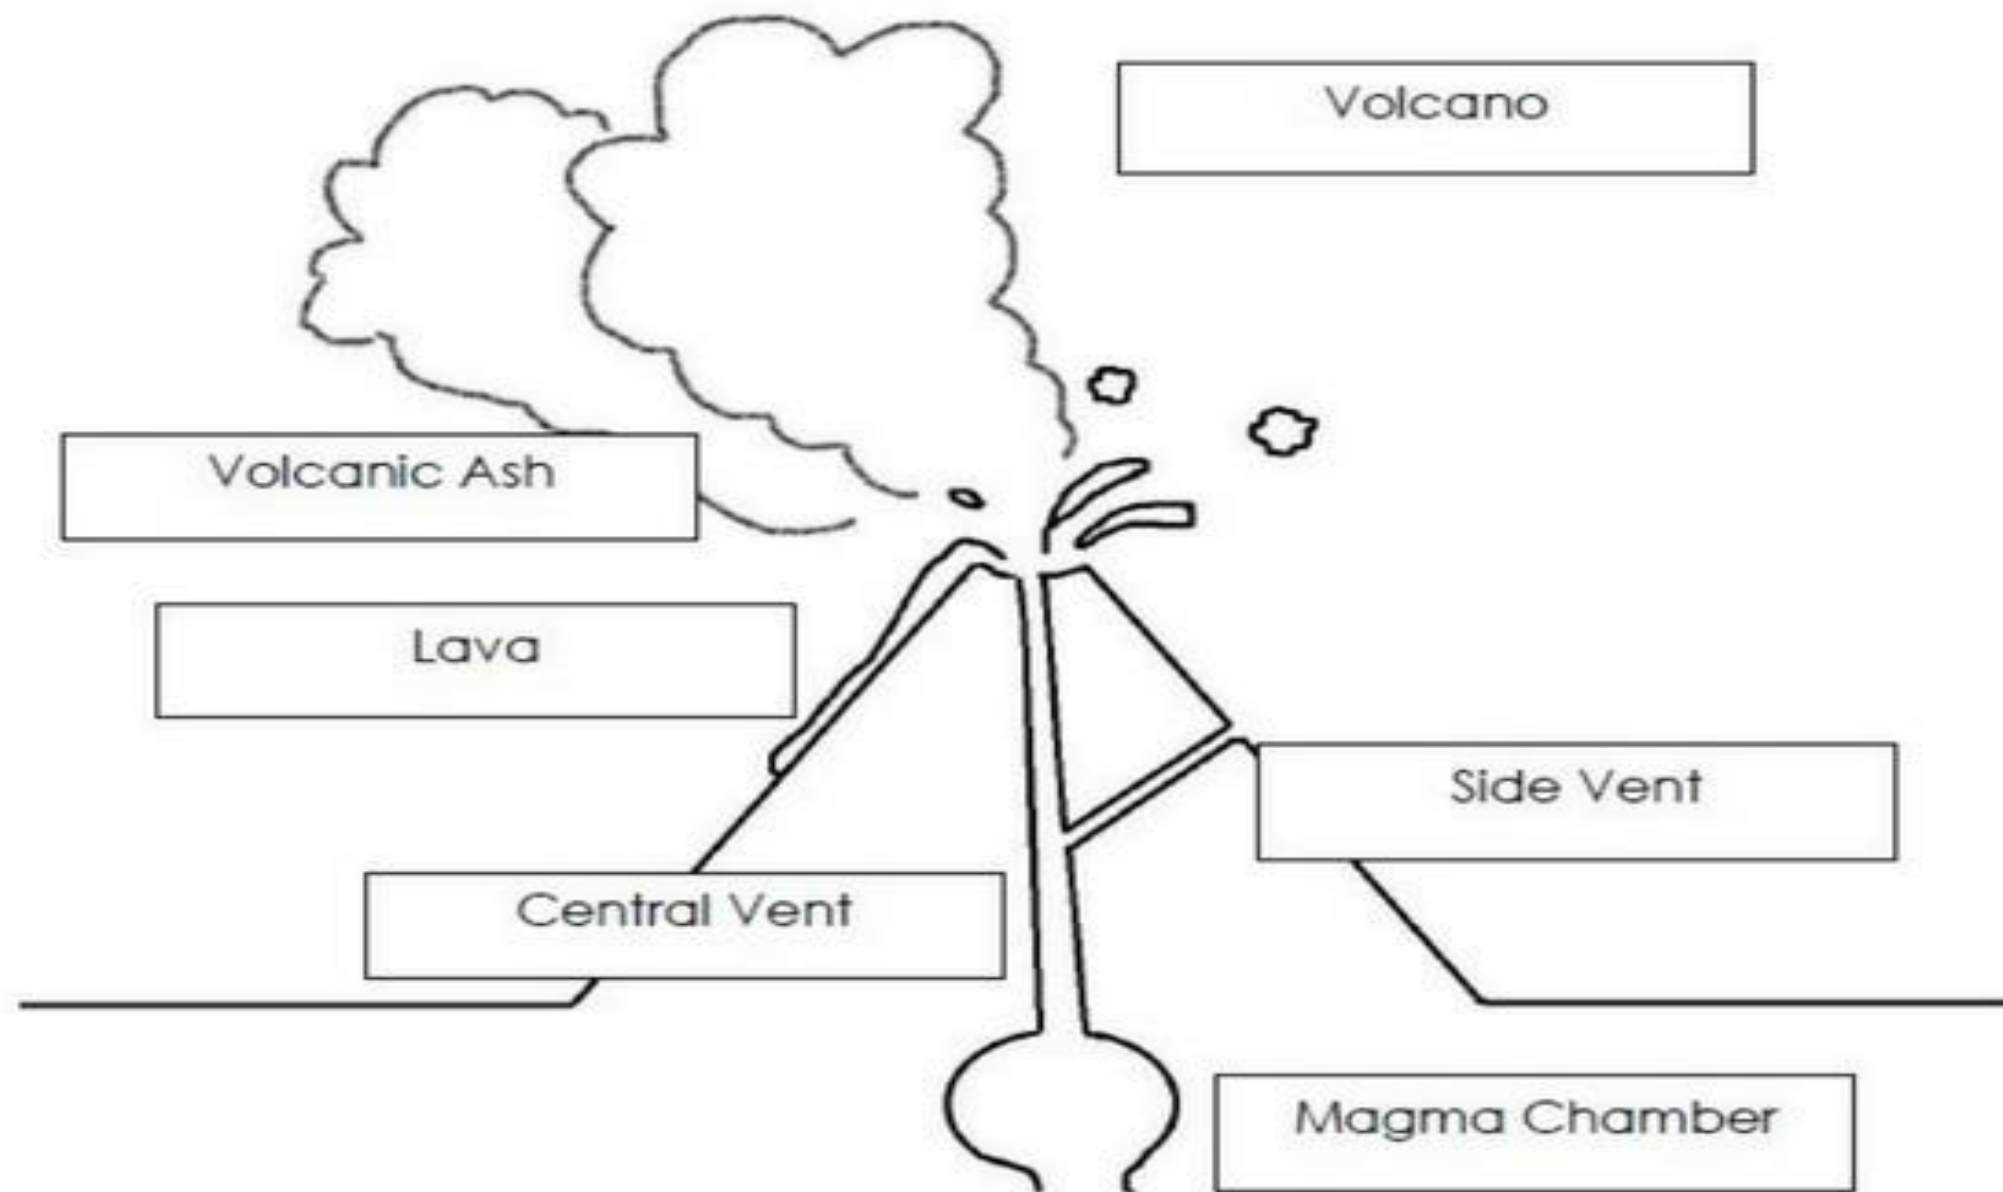 Volcano
Volcanic Ash
Lava
Side Vent
Central Vent
Magma Chamber